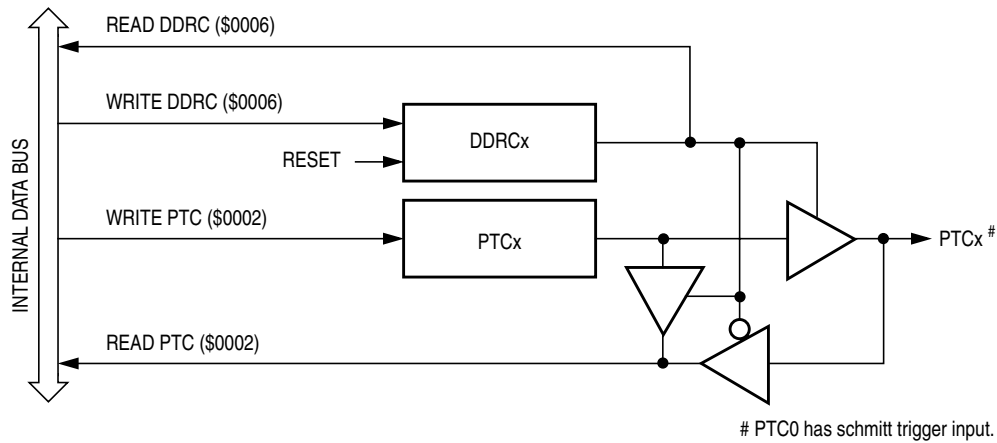 READ DDRC ($0006)
WRITE DDRC ($0006)
DDRCx
RESET
INTERNAL DATA BUS
WRITE PTC ($0002)
PTCx
PTCx #
READ PTC ($0002)
# PTC0 has schmitt trigger input.